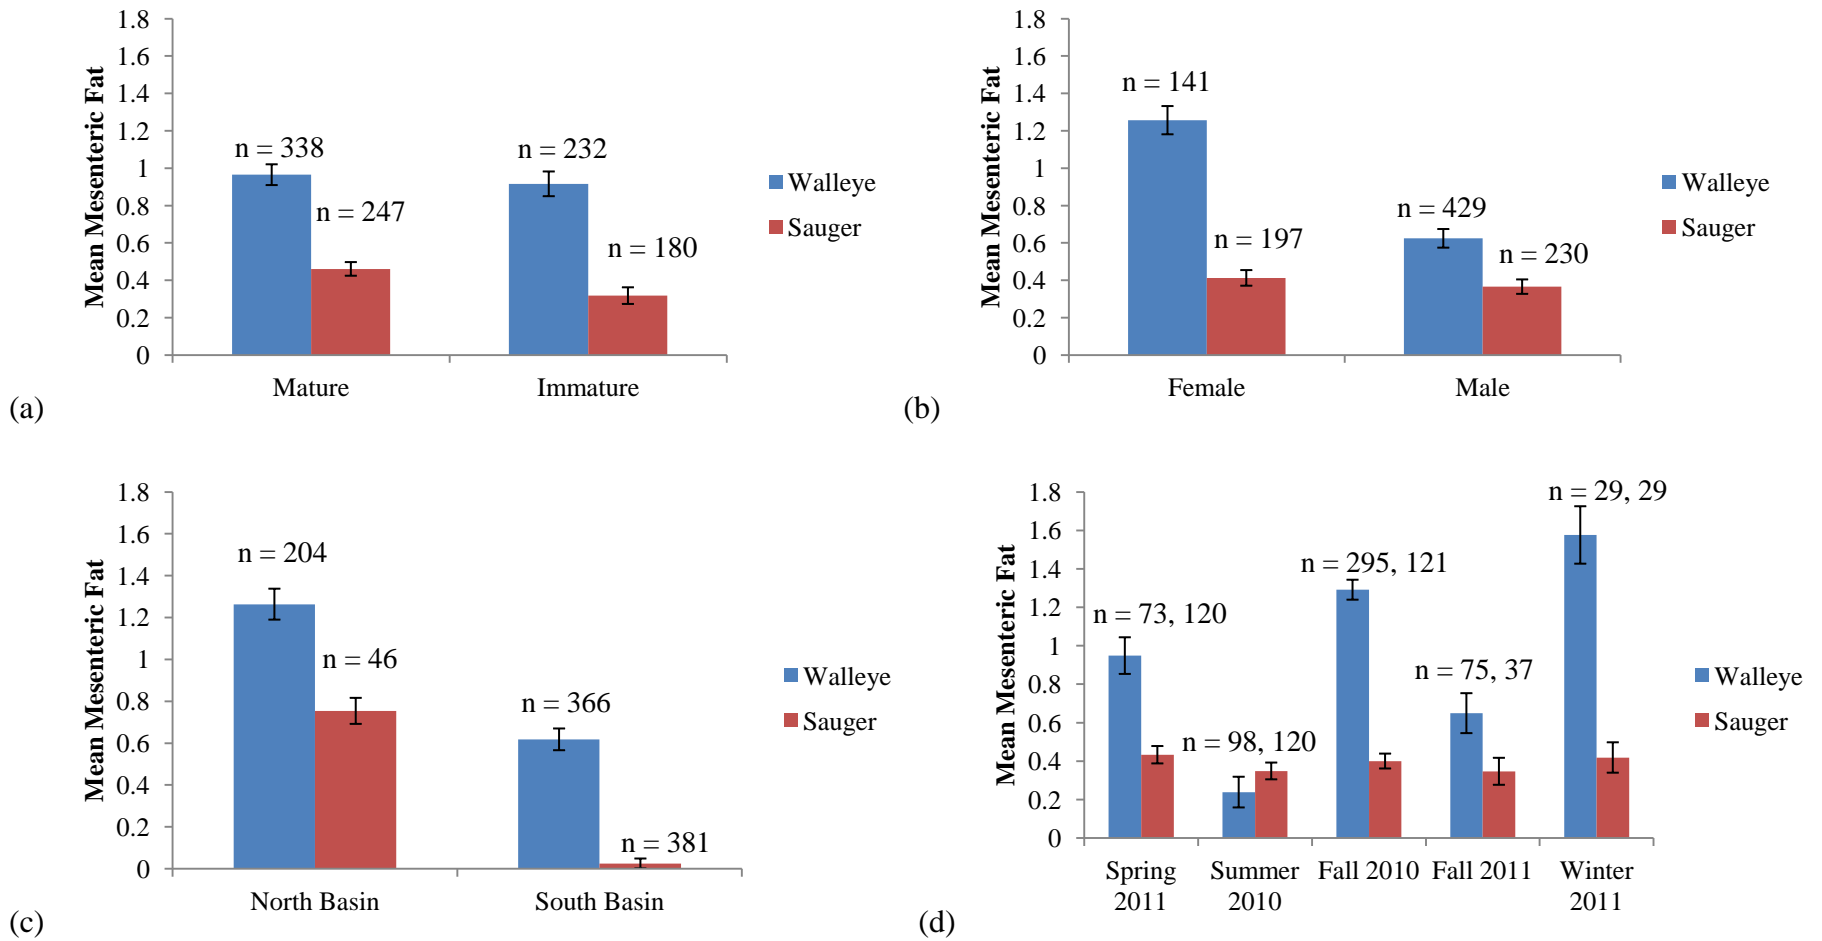 1.8
1.6
1.4
1.2
1
0.8
0.6
0.4
0.2
0
Mean Mesenteric Fat
n = 338
n = 247
n = 232
n = 180
Mature
Immature
Walleye
Sauger
(a)
1.8
1.6
1.4
1.2
1
0.8
0.6
0.4
0.2
0
Mean Mesenteric Fat
n = 141
n = 197
n = 429
n = 230
Female
Male
Walleye
Sauger
(b)
1.8
1.6
1.4
1.2
1
0.8
0.6
0.4
0.2
0
Mean Mesenteric Fat
n = 204
n = 46
n = 366
n = 381
North Basin
South Basin
Walleye
Sauger
(c)
1.8
1.6
1.4
1.2
1
0.8
0.6
0.4
0.2
0
Mean Mesenteric Fat
n = 73, 120
n = 98, 120
n = 295, 121
n = 75, 37
n = 29, 29
Spring
2011
Summer
2010
Fall 2010
Fall 2011
Winter
2011
Walleye
Sauger
(d)